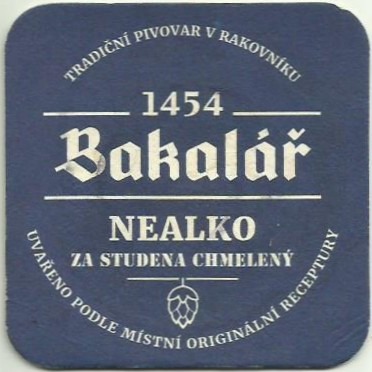 TRADIČNÍ PIVOVAR V RAKOVNÍKU
1454
Bakalář
NEALKO
ZA STUDENA CHMELENÝ
UVAŘENO PODLE MÍSTNÍ ORIGINÁLNÍ RECEPTURY